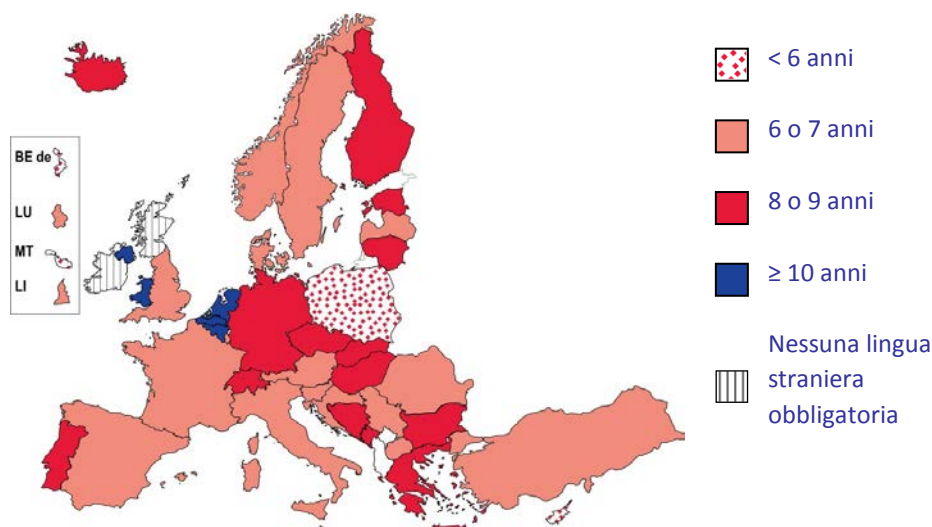 BE de
LU
MT
LI
< 6 anni
6 o 7 anni
8 o 9 anni
≥ 10 anni
Nessuna lingua
straniera
obbligatoria